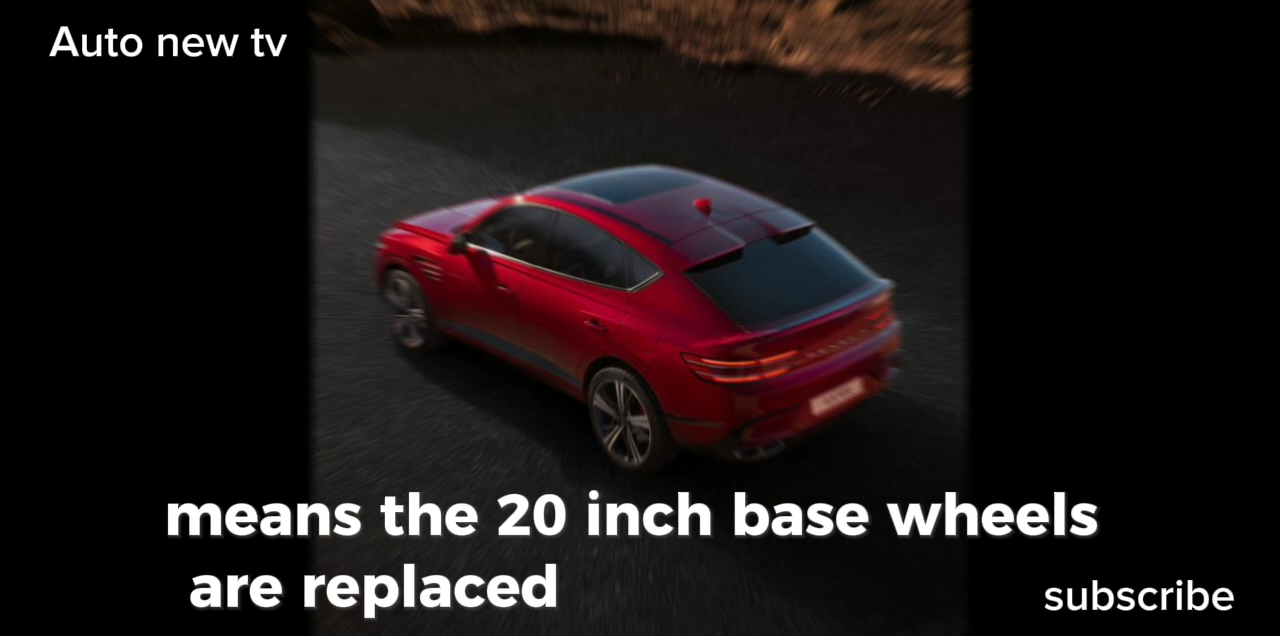 Auto new tv
means the 20 inch base wheels
are replaced
subscribe